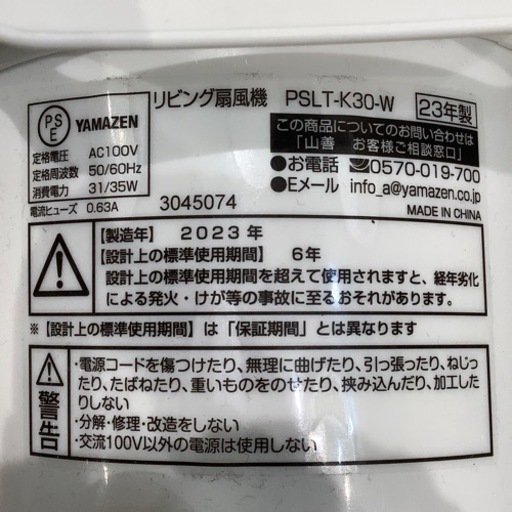 リビング扇風機 PSLT-K30-W 23年製
PS
E
YAMAZEN
定格電圧 AC100V
定格周波数 50/60Hz
消費電力 31/35W
電流ヒューズ 0.63A
3045074
この商品についてのお問い合わせは
「山善 お客様ご相談窓口」
●お電話 0570-019-700
●Eメール info_a@yamazen.co.jp
MADE IN CHINA
【製造年】 2023年
【設計上の標準使用期間】 6年
設計上の標準使用期間を超えて使用されますと、経年劣化
による発火・けが等の事故に至るおそれがあります。
※【設計上の標準使用期間】は「保証期間」とは異なります
警告
・電源コードを傷つけたり、無理に曲げたり、引っ張ったり、ねじっ
たり、たばねたり、重いものをのせたり、挟み込んだり、加工した
りしない
・分解・修理・改造をしない
・交流100V以外の電源は使用しない